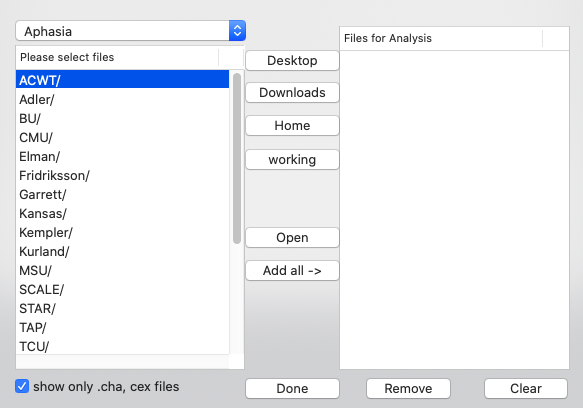 Aphasia
Please select files
ACWT/
Adler/
BU/
CMU/
Elman/
Fridriksson/
Garrett/
Kansas/
Kempler/
Kurland/
MSU/
SCALE/
STAR/
TAP/
TCU/
show only .cha, cex files
Desktop
Downloads
Home
working
Open
Add all ->
Done
Files for Analysis
Remove
Clear